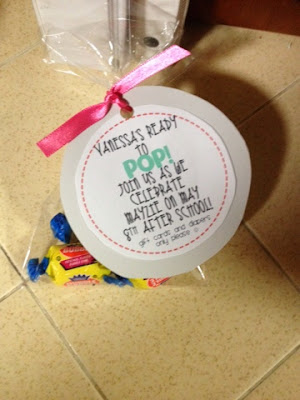 VANESSA'S READY
TO
POP!
JOIN US AS WE
CELEBRATE
MAYZIE ON MAY
8TH AFTER SCHOOL!
gift cards and diapers
only please